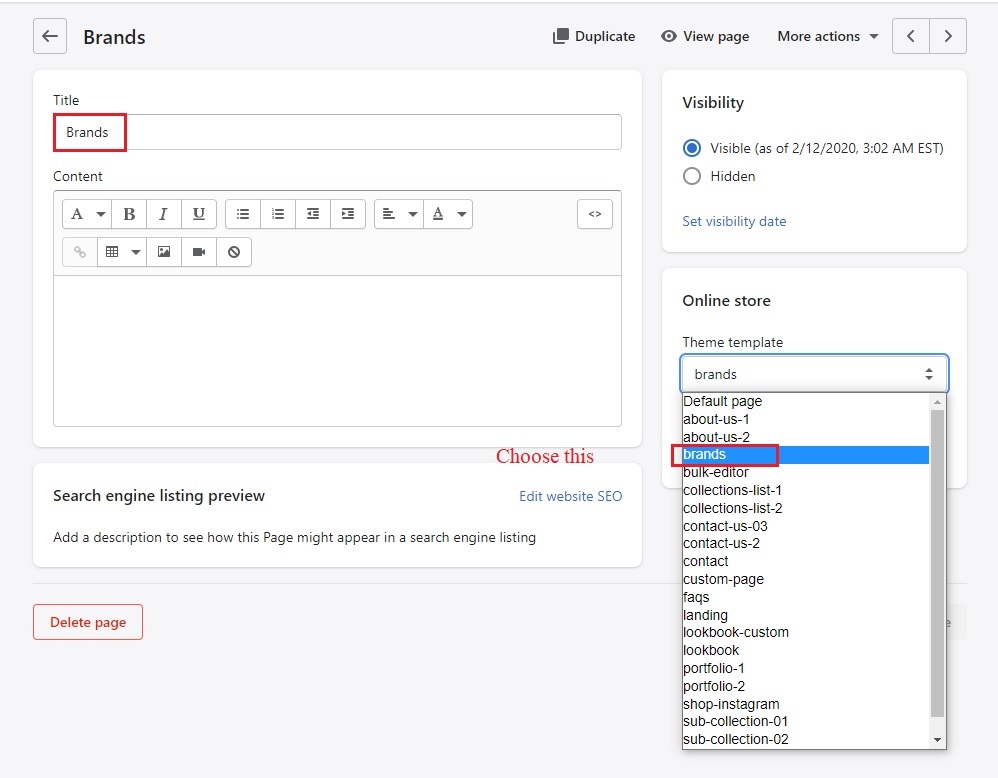 Brands
Duplicate
View page
More actions
Title
Brands
Content
A
B
I
U
A
<>
Visibility
Visible (as of 2/12/2020, 3:02 AM EST)
Hidden
Set visibility date
Online store
Theme template
brands
Default page
about-us-1
about-us-2
brands
bulk-editor
collections-list-1
collections-list-2
contact-us-03
contact-us-2
contact
custom-page
faqs
landing
lookbook-custom
lookbook
portfolio-1
portfolio-2
shop-instagram
sub-collection-01
sub-collection-02
Choose this
Search engine listing preview
Edit website SEO
Add a description to see how this Page might appear in a search engine listing
Delete page